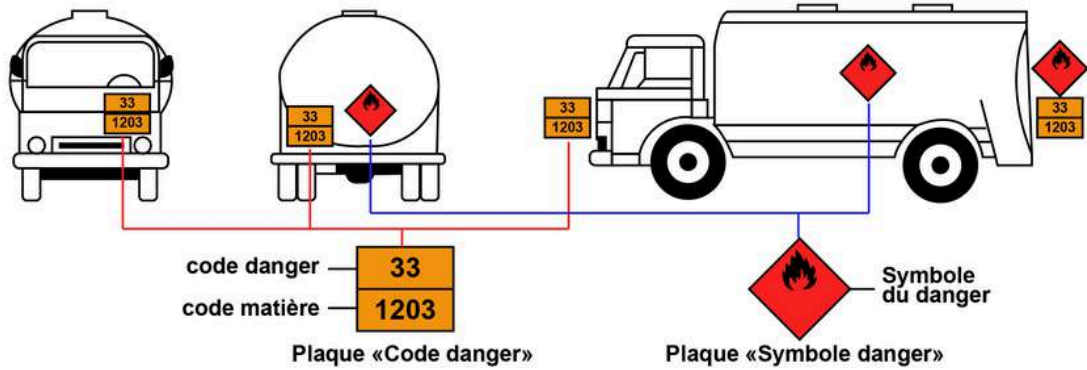 33
1203
33
1203
33
1203
33
1203
code danger
33
code matière
1203
Symbole
du danger
Plaque «Code danger»
Plaque «Symbole danger»